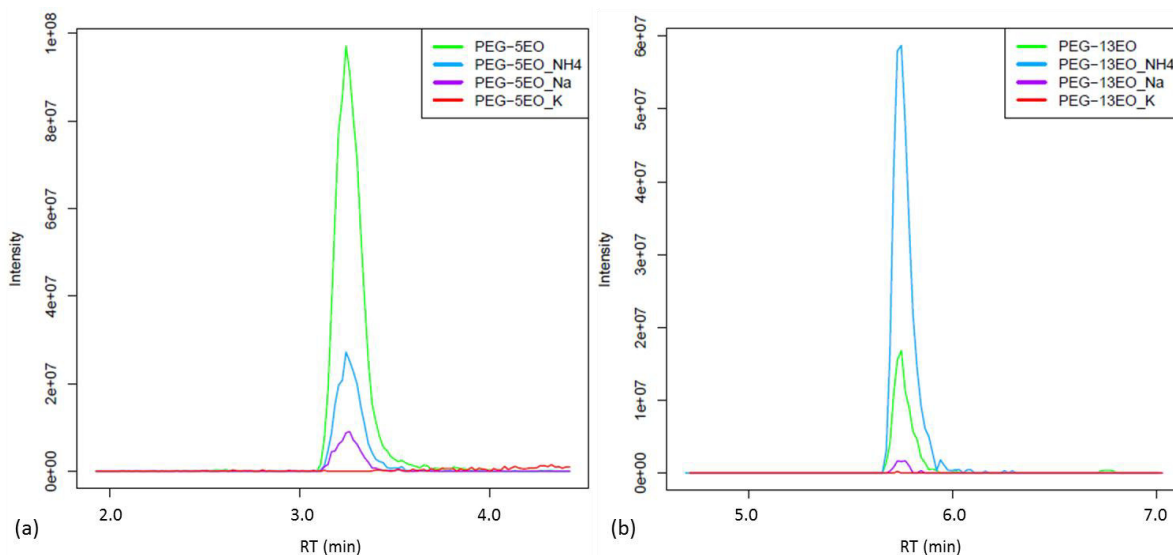 PEG-5EO
PEG-5EO_NH4
PEG-5EO_Na
PEG-5EO_K
Intensity
0e+00
2e+07
4e+07
6e+07
8e+07
1e+08
2.0
3.0
4.0
(a)
RT (min)
PEG-13EO
PEG-13EO_NH4
PEG-13EO_Na
PEG-13EO_K
Intensity
0e+00
1e+07
2e+07
3e+07
4e+07
5e+07
6e+07
5.0
6.0
7.0
(b)
RT (min)